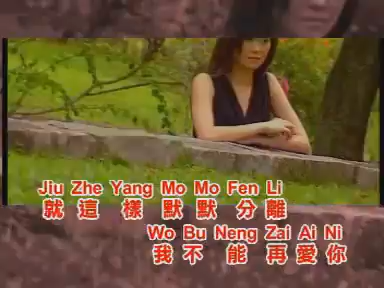 Jiu Zhe Yang Mo Mo Fen Li
就 這 樣 默 默 分 離
Wo Bu Neng Zai Ai Ni
我 不 能 再 愛 你